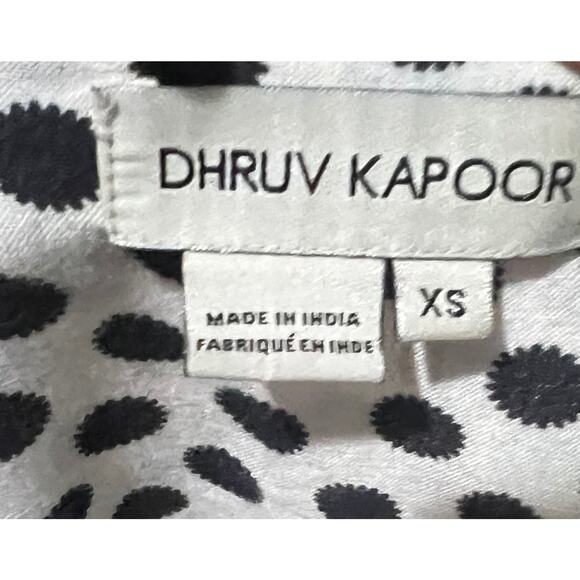 DHRUV KAPOOR
MADE IN INDIA
FABRIQUÉ EN INDE
XS